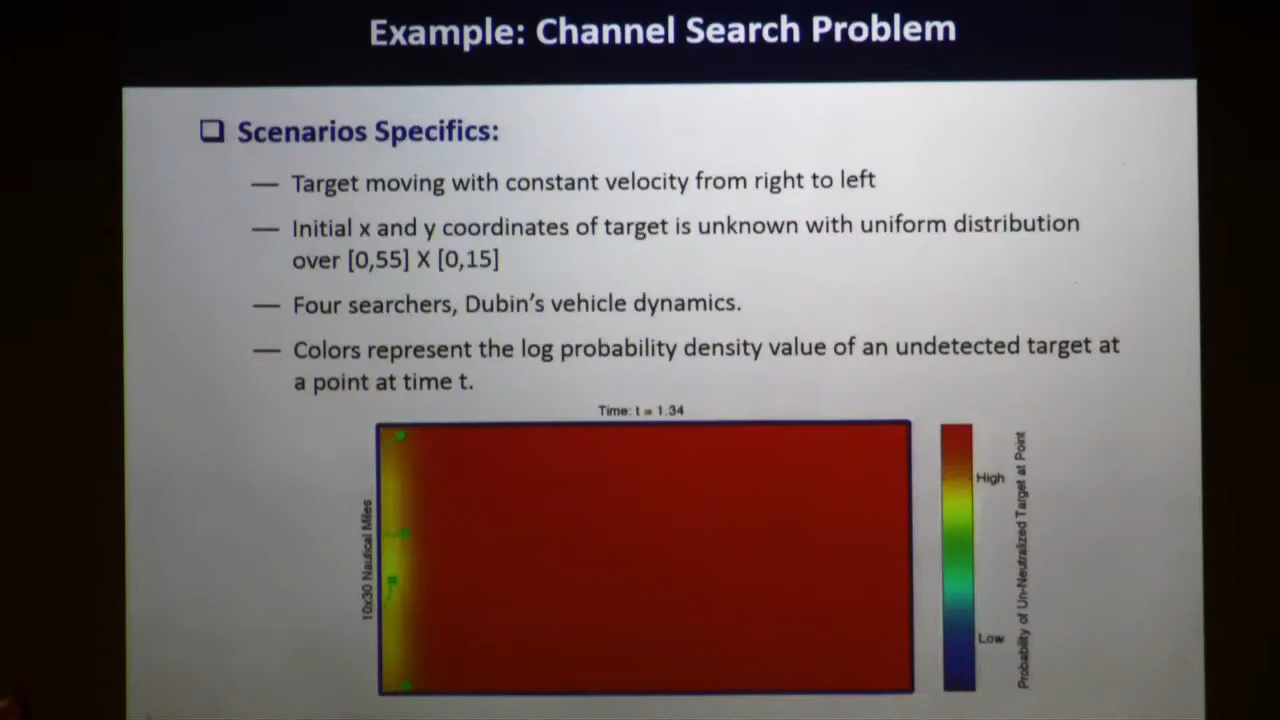 Example: Channel Search Problem
Scenarios Specifics:
— Target moving with constant velocity from right to left
— Initial x and y coordinates of target is unknown with uniform distribution
over [0,55] X [0,15]
— Four searchers, Dubin's vehicle dynamics.
— Colors represent the log probability density value of an undetected target at
a point at time t.
Time: t = 1.34
10x30 Nautical Miles
High
Low
Probability of Un-Neutralized Target at Point